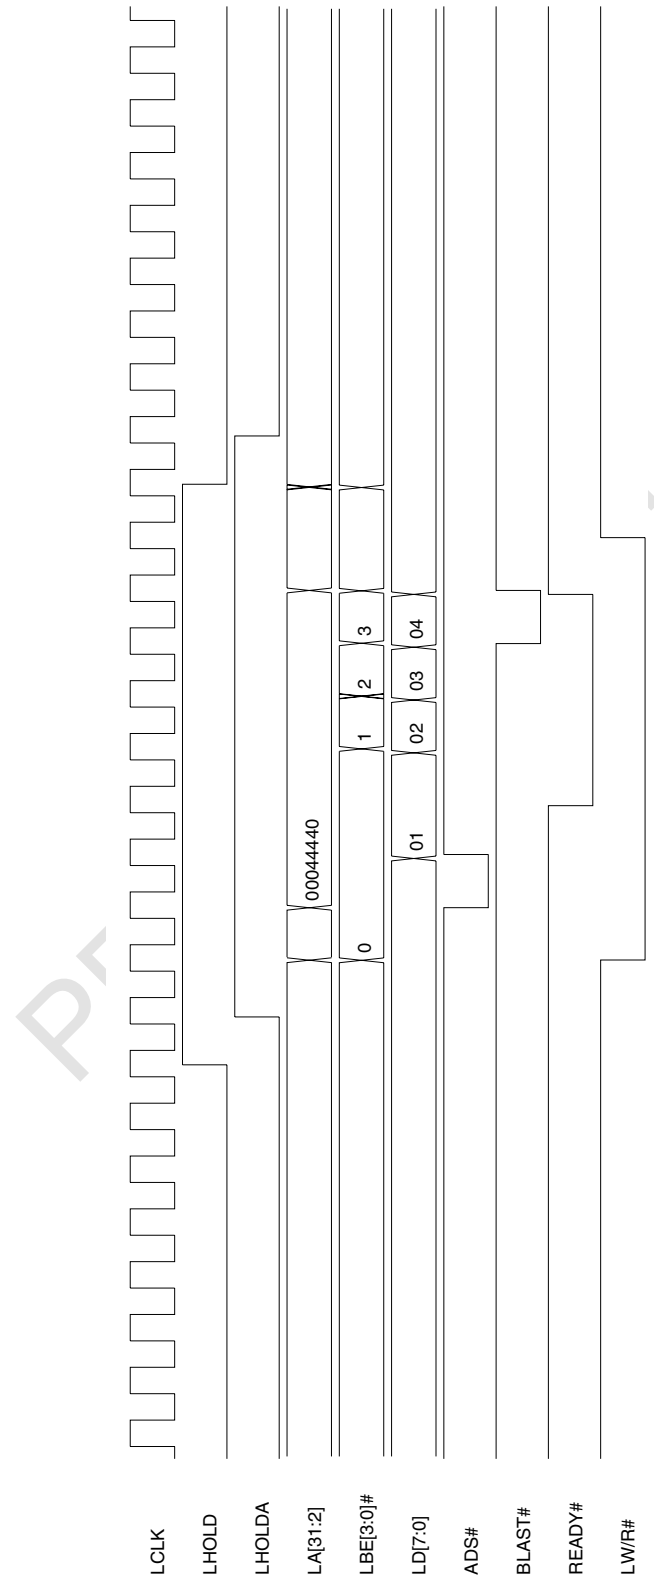 LCLK
LHOLD
LHOLDA
LA[31:2]
00044440
LBE[3:0]#
0
1
2
3
LD[7:0]
01
02
03
04
ADS#
BLAST#
READY#
LW/R#